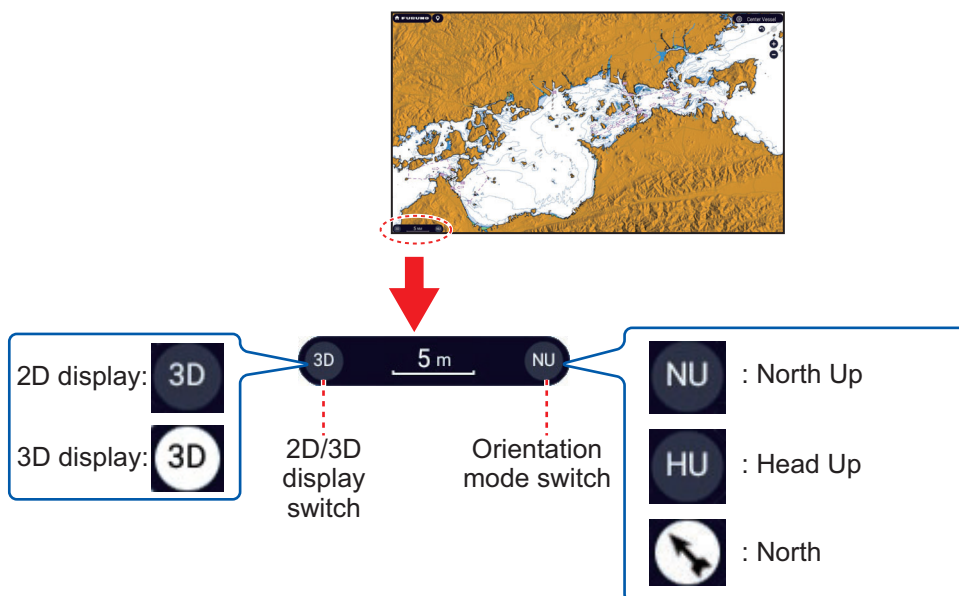 FURUNO
Center Vessel
2D display: 3D
3D display: 3D
3D 5 m NU
2D/3D
display
switch
Orientation
mode switch
NU : North Up
HU : Head Up
: North